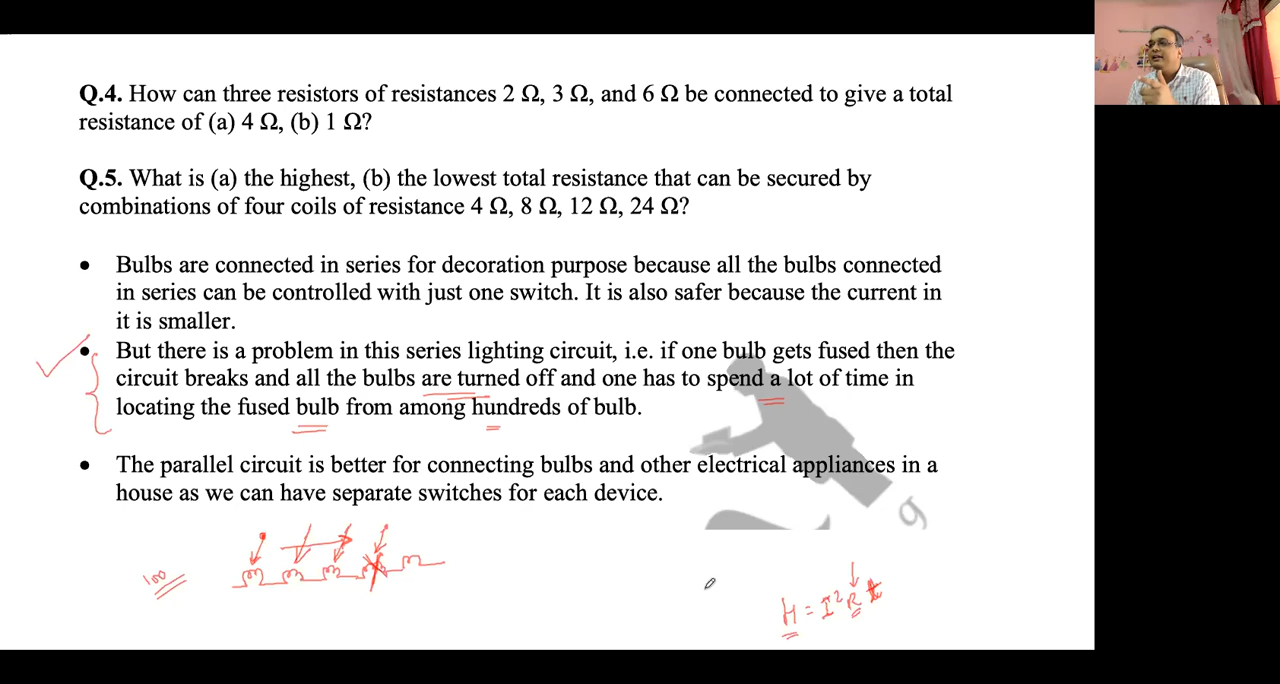 Q.4. How can three resistors of resistances 2 Ω, 3 Ω, and 6 Ω be connected to give a total
resistance of (a) 4 Ω, (b) 1 Ω?
Q.5. What is (a) the highest, (b) the lowest total resistance that can be secured by
combinations of four coils of resistance 4 Ω, 8 Ω, 12 Ω, 24 Ω?
• Bulbs are connected in series for decoration purpose because all the bulbs connected
in series can be controlled with just one switch. It is also safer because the current in
it is smaller.
• But there is a problem in this series lighting circuit, i.e. if one bulb gets fused then the
circuit breaks and all the bulbs are turned off and one has to spend a lot of time in
locating the fused bulb from among hundreds of bulb.
• The parallel circuit is better for connecting bulbs and other electrical appliances in a
house as we can have separate switches for each device.
100
H = I²Rt